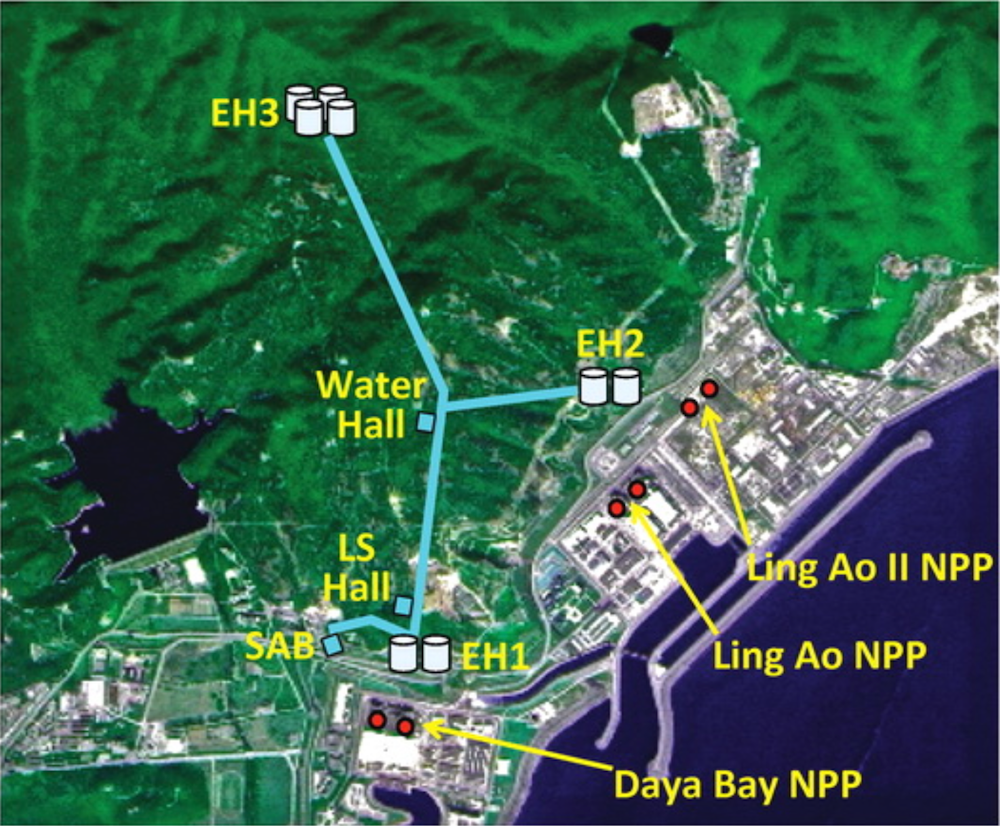 EH3
EH2
Water
Hall
LS
Hall
Ling Ao II NPP
SAB
EH1
Ling Ao NPP
Daya Bay NPP